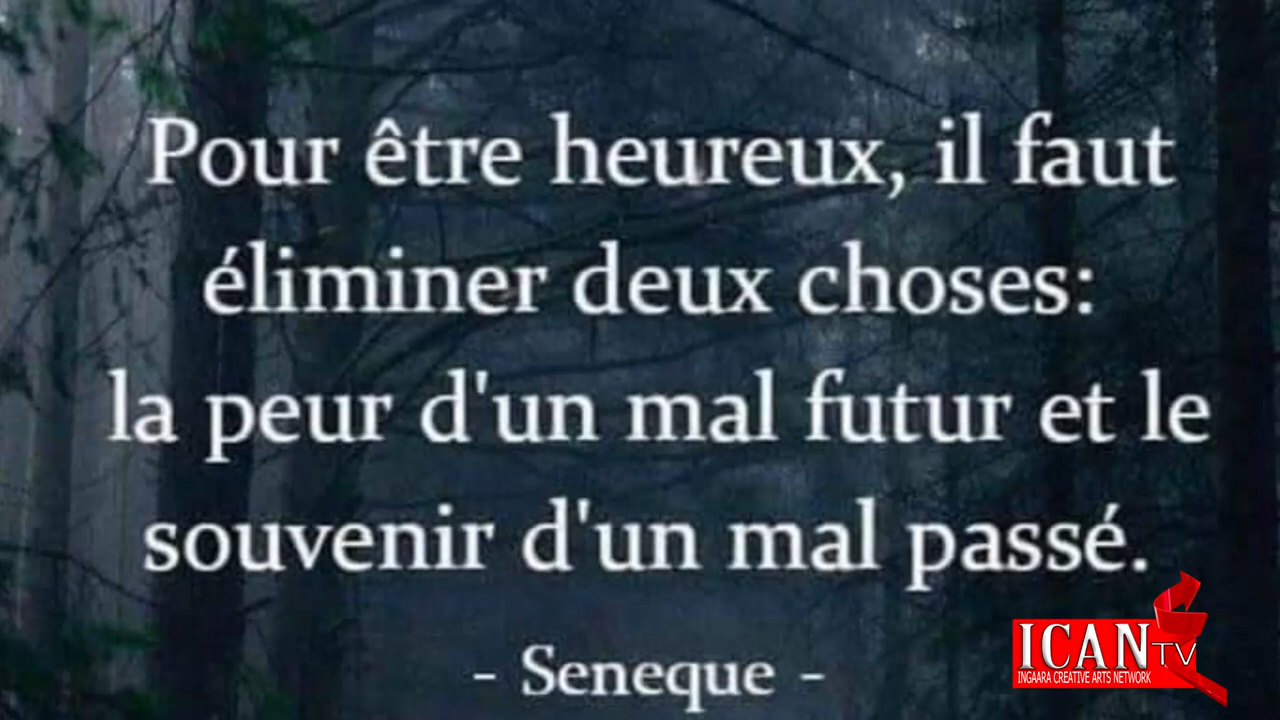 Pour être heureux, il faut
éliminer deux choses:
la peur d'un mal futur et le
souvenir d'un mal passé.
- Seneque -
ICAN TV
INGAARA CREATIVE ARTS NETWORK